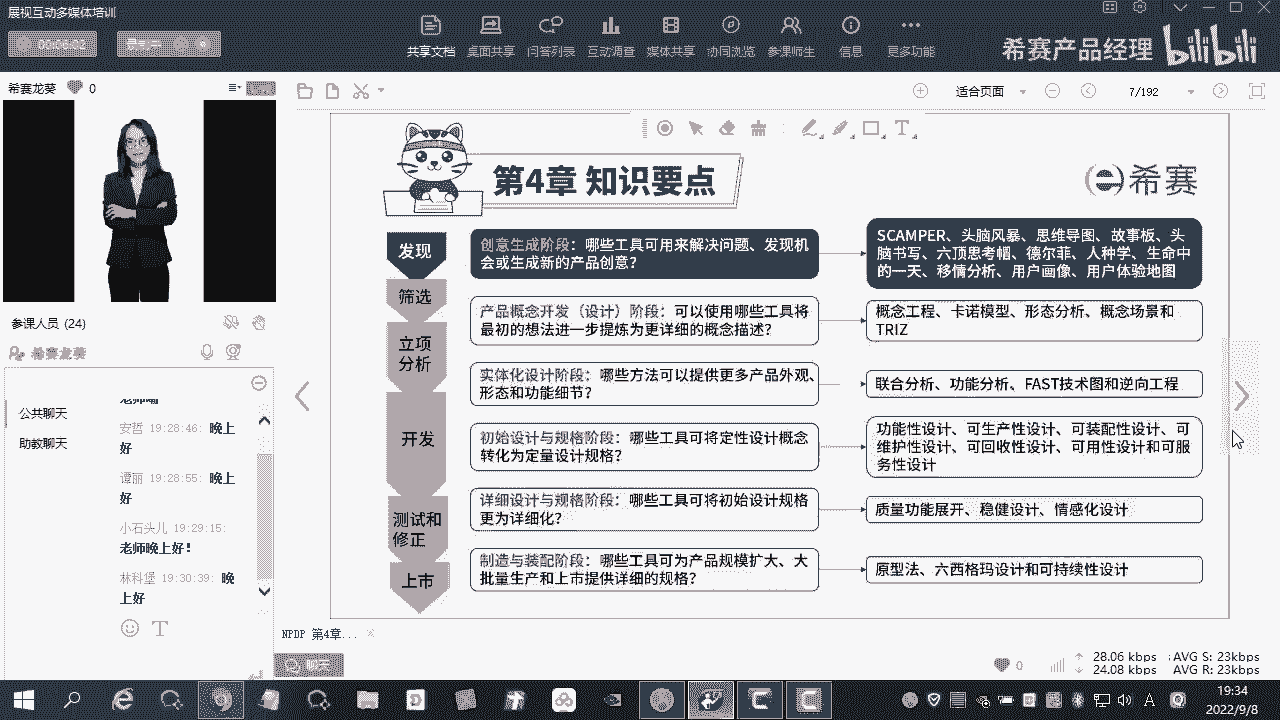 展视互动多媒体培训
00:06:02
共享文档
桌面共享
问答列表
互动调查
媒体共享
协同浏览
参课师生
信息
更多功能
希赛产品经理
bilibili
希赛龙葵
0
适合页面
7/192
参课人员 (24)
希赛龙葵
公共聊天
助教聊天
安哲 19:28:46: 晚上
好
谭丽 19:28:55: 晚上
好
小石头儿 19:29:15:
老师晚上好!
林科堡 19:30:39: 晚
上好
第4章 知识要点
希赛
发现
创意生成阶段：哪些工具可用来解决问题、发现机
会或生成新的产品创意？
SCAMPER、头脑风暴、思维导图、故事板、头
脑书写、六顶思考帽、德尔菲、人种学、生命中
的一天、移情分析、用户画像、用户体验地图
筛选
产品概念开发（设计）阶段：可以使用哪些工具将
最初的想法进一步提炼为更详细的概念描述？
概念工程、卡诺模型、形态分析、概念场景和
TRIZ
立项
分析
实体化设计阶段：哪些方法可以提供更多产品外观、
形态和功能细节？
联合分析、功能分析、FAST技术图和逆向工程
开发
初始设计与规格阶段：哪些工具可将定性设计概念
转化为定量设计规格？
功能性设计、可生产性设计、可装配性设计、可
维护性设计、可回收性设计、可用性设计和可服
务性设计
测试和
修正
详细设计与规格阶段：哪些工具可将初始设计规格
更为详细化？
质量功能展开、稳健设计、情感化设计
上市
制造与装配阶段：哪些工具可为产品规模扩大、大
批量生产和上市提供详细的规格？
原型法、六西格玛设计和可持续性设计
NPDP 第4章...
聊天
0
28.06 kbps
AVG S: 23kbps
24.08 kbps
AVG R: 23kbps
19:34
2022/9/8